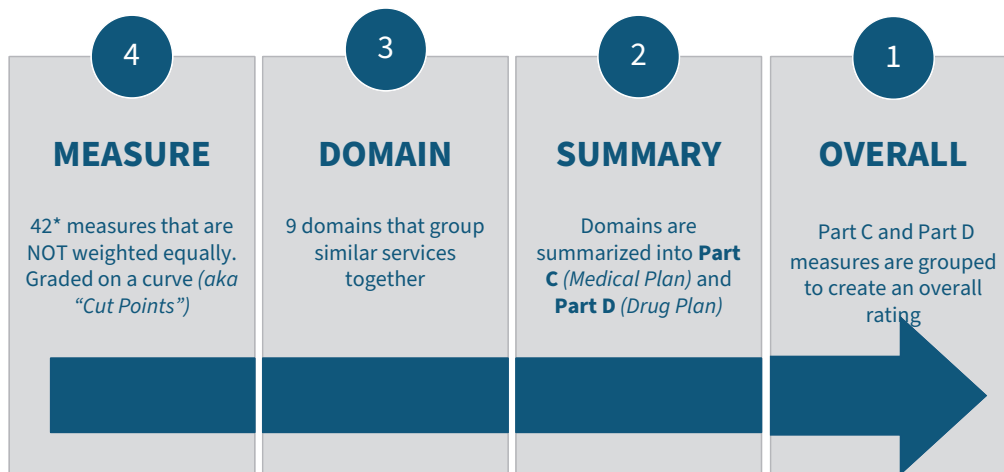 4
MEASURE
42* measures that are
NOT weighted equally.
Graded on a curve (aka
“Cut Points”)
3
DOMAIN
9 domains that group
similar services
together
2
SUMMARY
Domains are
summarized into Part
C (Medical Plan) and
Part D (Drug Plan)
1
OVERALL
Part C and Part D
measures are grouped
to create an overall
rating